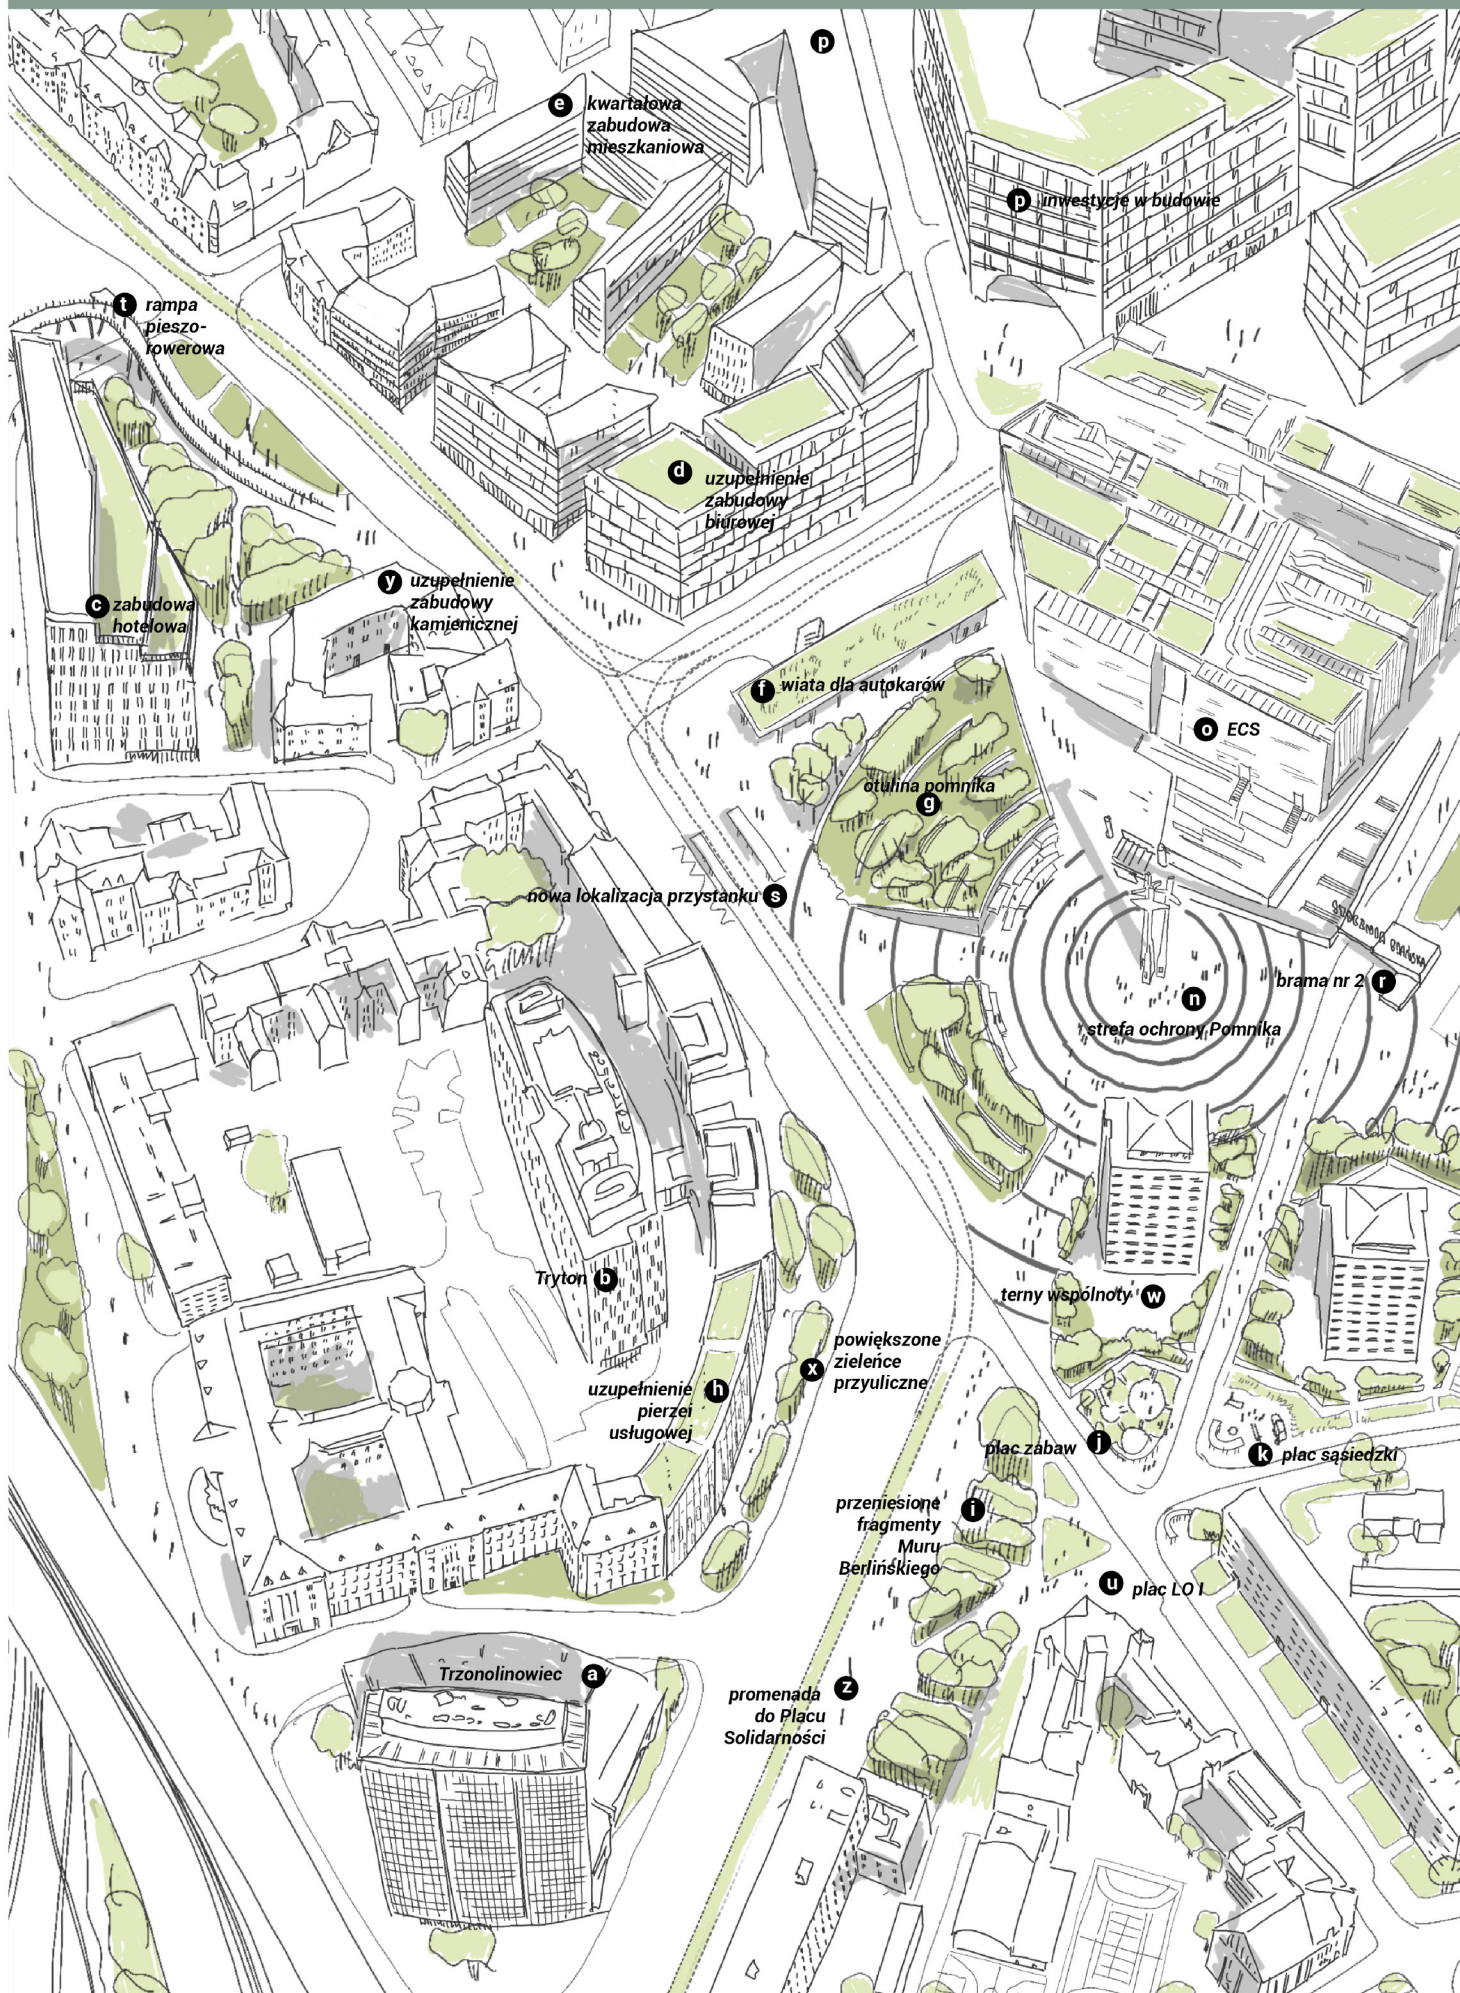 p
e kwartałowa
zabudowa
mieszkaniowa
p inwestycje w budowie
t rampa
pieszo-
rowerowa
d uzupełnienie
zabudowy
biurowej
y uzupełnienie
zabudowy
kamienicznej
c zabudowa
hotelowa
f wiata dla autokarów
o ECS
otulina pomnika
g
nowa lokalizacja przystanku s
brama nr 2 r
n
strefa ochrony Pomnika
Tryton b
terny wspólnoty w
powiększone
x zieleńce
przyuliczne
uzupełnienie h
pierzei
usługowej
plac zabaw j
k plac sąsiedzki
przeniesione i
fragmenty
Muru
Berlińskiego
u plac LO I
Trzonolinowiec a
promenada z
do Placu
Solidarności